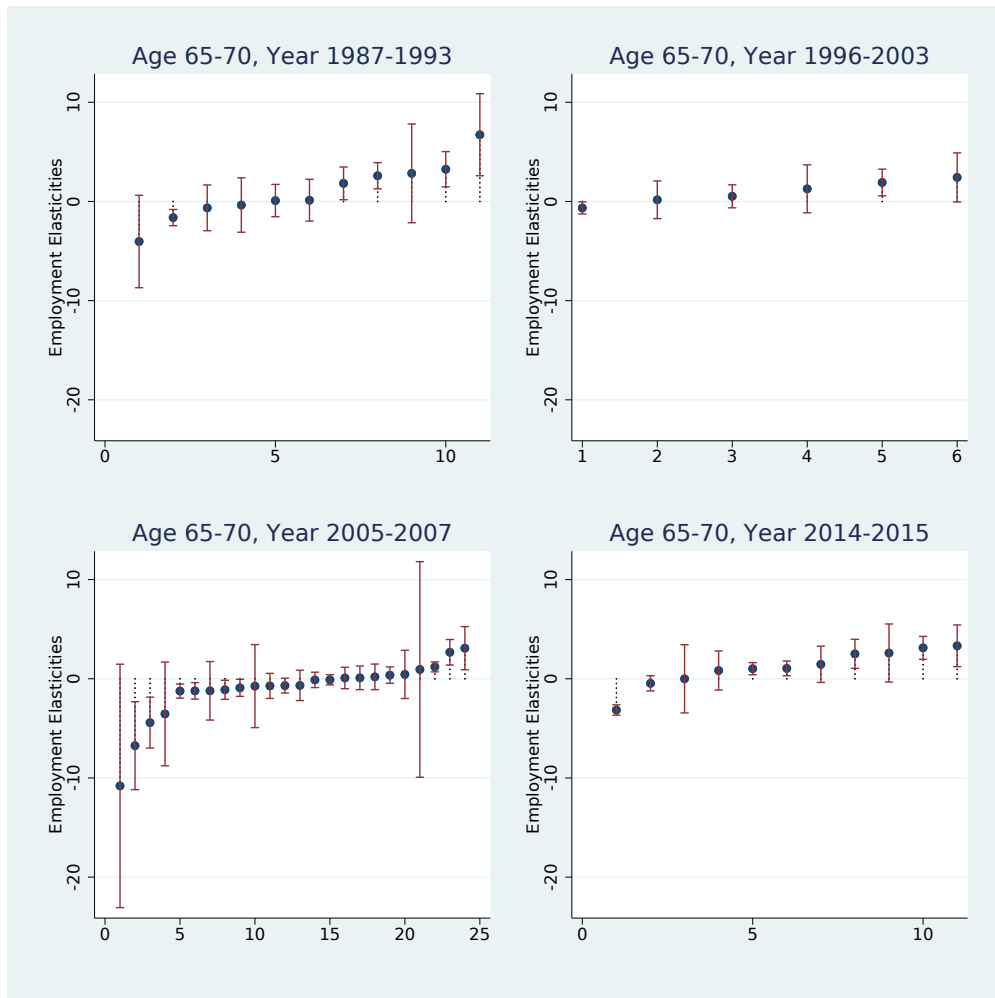 Age 65-70, Year 1987-1993
Employment Elasticities
10
0
-10
-20
0 5 10
Age 65-70, Year 1996-2003
Employment Elasticities
10
0
-10
-20
1 2 3 4 5 6
Age 65-70, Year 2005-2007
Employment Elasticities
10
0
-10
-20
0 5 10 15 20 25
Age 65-70, Year 2014-2015
Employment Elasticities
10
0
-10
-20
0 5 10